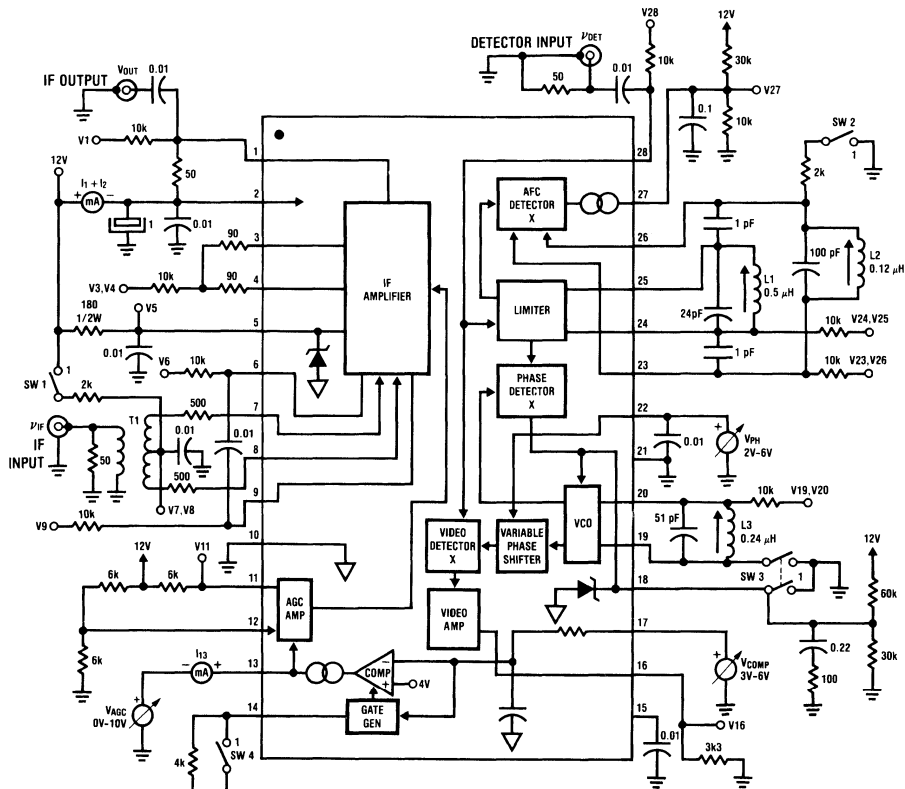 V28
12V
DETECTOR INPUT
VDET
10k
30k
IF OUTPUT
VOUT
0.01
50
0.01
V27
0.1
10k
V1
10k
1
28
SW 2
1
12V
50
2k
I1 + I2
+ mA −
2
27
AFC
DETECTOR
X
1
0.01
3
90
26
1 pF
100 pF
L2
0.12 μH
V3,V4
10k
90
4
IF
AMPLIFIER
LIMITER
25
L1
0.5 μH
24pF
180
1/2W
V5
5
24
10k
V24,V25
1 pF
0.01
V6
10k
6
23
10k
V23,V26
SW 1
1
2k
PHASE
DETECTOR
X
νIF
IF
INPUT
50
T1
500
7
22
0.01
0.01
0.01
+
VPH
2V–6V
8
21
500
9
20
10k
V19,V20
V9
10k
V7,V8
VCO
51 pF
L3
0.24 μH
10
19
VIDEO
DETECTOR
X
VARIABLE
PHASE
SHIFTER
12V
12V
V11
SW 3
1
6k
6k
11
18
60k
AGC
AMP
VIDEO
AMP
12
17
6k
I13
− mA +
13
COMP
−
+
4V
16
+
VCOMP
3V–6V
0.22
100
30k
+
VAGC
0V–10V
14
GATE
GEN
15
V16
4k
1
SW 4
0.01
3k3